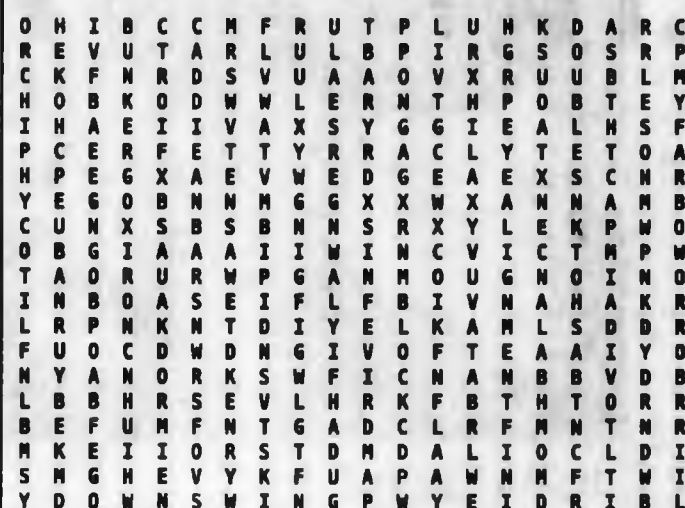 O H I B C C M F R U T P L U H K D A R C
R E V U T A R L U L B P I R G S O S R P
C K F N R D S V U A A O V X R U U B L M
H O B K O D W W L E R N T H P O B T E Y
I H A E I I V A X S Y G G I E A L H S F
P C E R F E T T Y R R A C L Y T E T O A
H P E G X A E V W E D G E A E X S C H R
Y E G O B N N M G G X X W X A N N A M B
C U N X S B S B N N S R X Y L E K P W O
O B G I A A A I I W I N C V I C T M P W
T A O R U R W P G A N M O U G N O I N O
I N B O A S E I F L F B I V N A H A K R
L R P N K N T D I Y E L K A M L S D D R
F U O C D W D N G I V O F T E A A I Y O
N Y A N O R K S W F I C N A N B B V D B
L B B H R S E V L H R K F B T H T O R R
B E F U M F N T G A D C L R F M N T N R
M K E I I O R S T D M D A L I O C L D I
S M G H E V Y K F U A P A W N M F T W I
Y D O W N S W I N G P W Y E I D R I B L